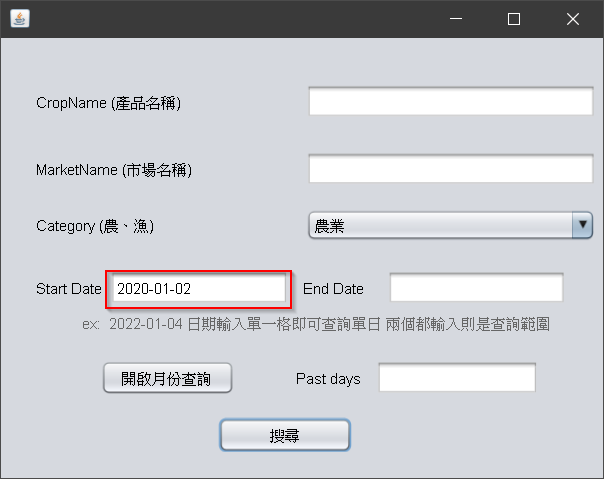 CropName (產品名稱)
MarketName (市場名稱)
Category (農、漁) 農業
Start Date 2020-01-02 End Date
ex: 2022-01-04 日期輸入單一格即可查詢單日 兩個都輸入則是查詢範圍
開啟月份查詢 Past days
搜尋